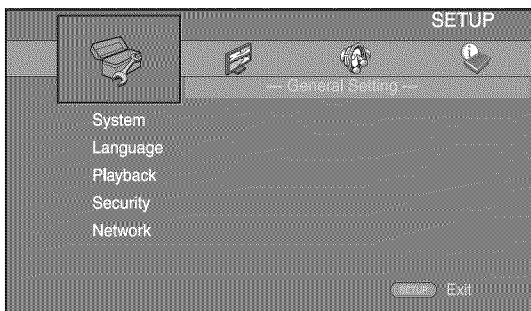 SETUP
— General Setting —
System
Language
Playback
Security
Network
SETUP Exit